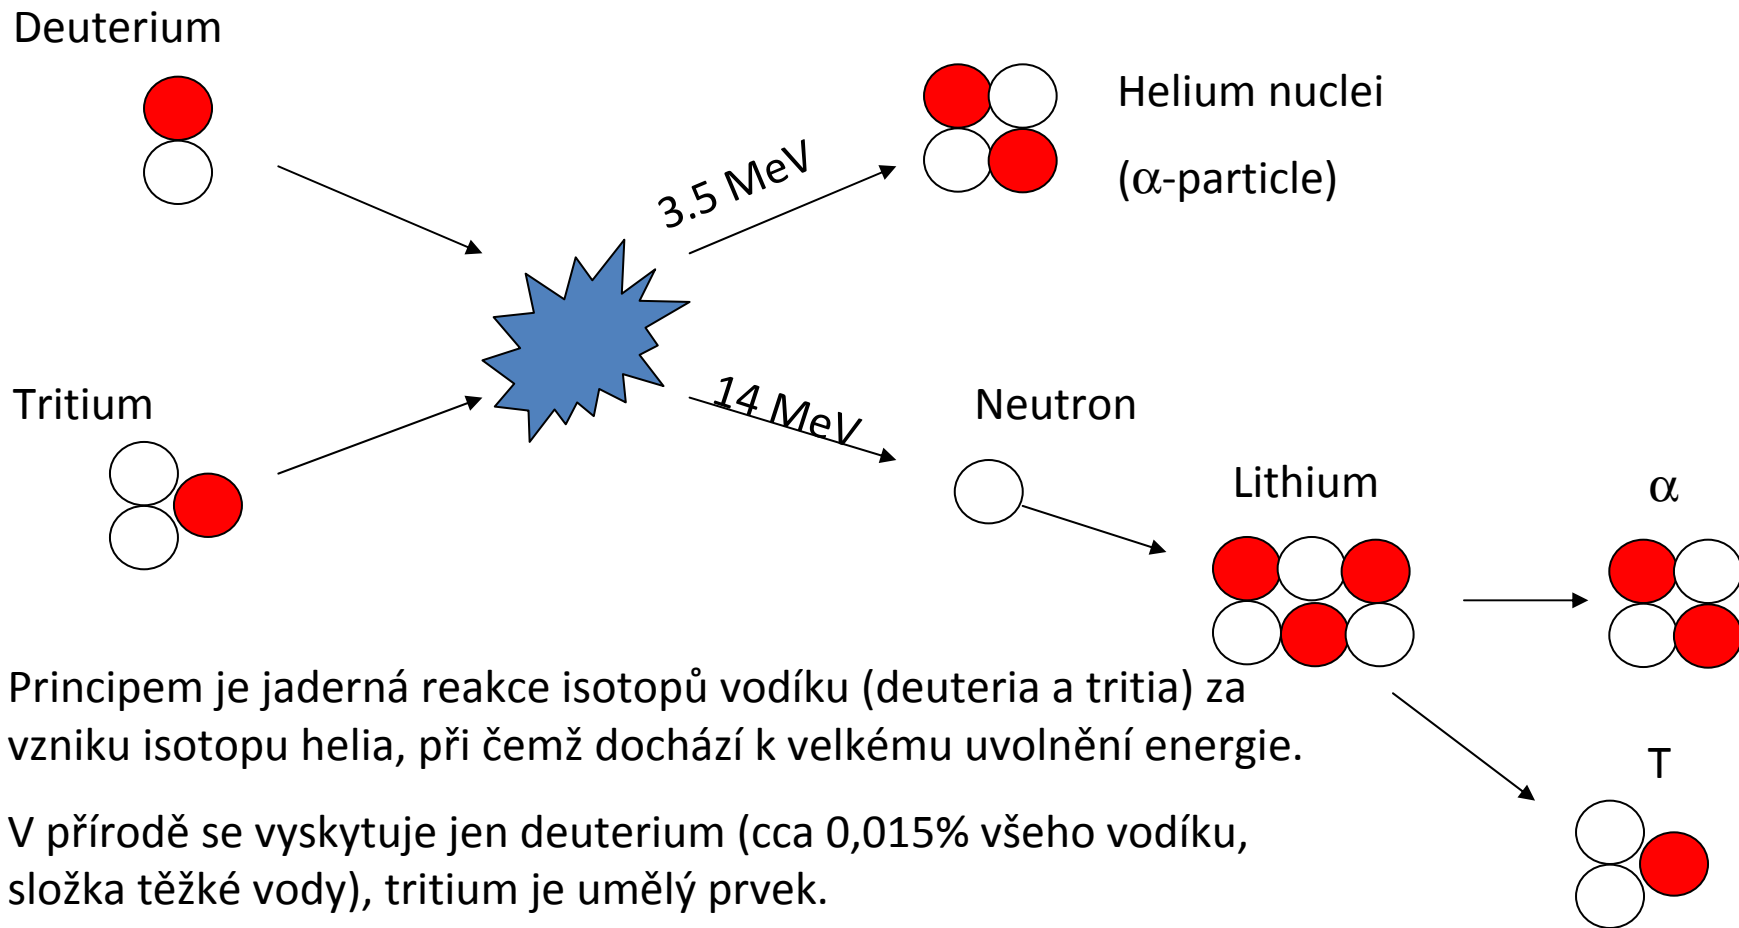 Deuterium
Helium nuclei
(α-particle)
3.5 MeV
Tritium
14 MeV
Neutron
Lithium
α
Principem je jaderná reakce isotopů vodíku (deuteria a tritia) za
vzniku isotopu helia, při čemž dochází k velkému uvolnění energie.
T
V přírodě se vyskytuje jen deuterium (cca 0,015% všeho vodíku,
složka těžké vody), tritium je umělý prvek.